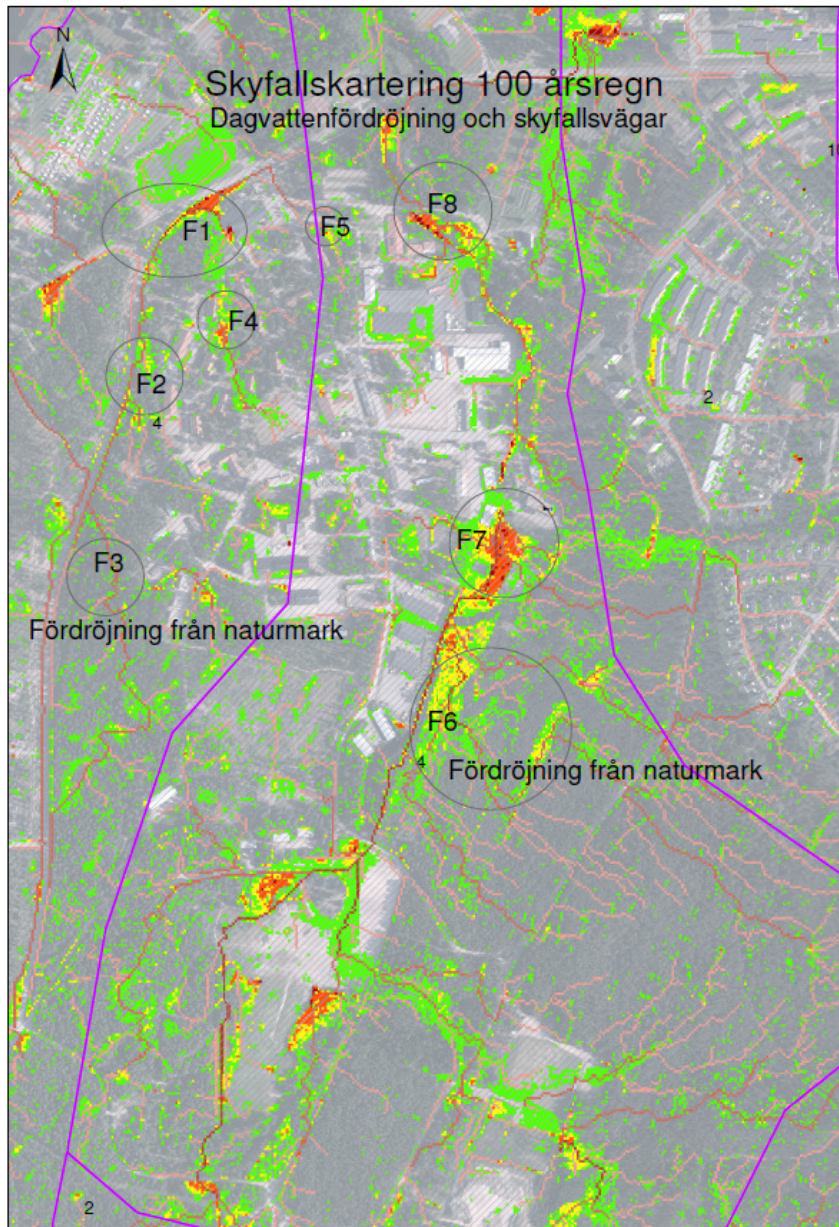 N
Skyfallskartering 100 årsregn
Dagvattenfördröjning och skyfallsvägar
F8
F1
F5
F4
F2
4
2
F7
F3
Fördröjning från naturmark
F6
4
Fördröjning från naturmark
2